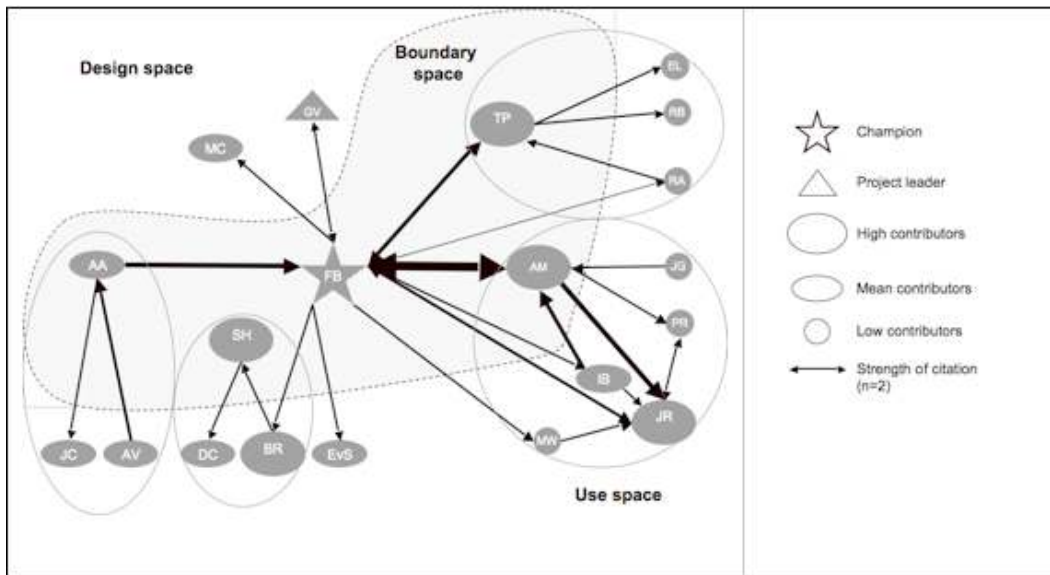 Design space
Boundary
space
EL
TP
RB
GV
MC
RA
AA
FB
AM
JG
PR
SH
IB
JR
MW
JC
AV
DC
BR
EvS
Use space
Champion
Project leader
High contributors
Mean contributors
Low contributors
Strength of citation
(n=2)